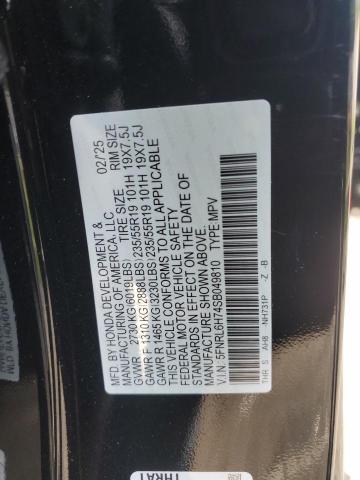 MFD BY HONDA DEVELOPMENT & 02/'25
MANUFACTURING OF AMERICA, LLC.
TIRE SIZE RIM SIZE
GVWR 2730KG(6019LBS)
GAWR F 1310KG(2888LBS)235/55R19 101H 19X7.5J
GAWR R 1465KG(3230LBS)235/55R19 101H 19X7.5J
THIS VEHICLE CONFORMS TO ALL APPLICABLE
FEDERAL MOTOR VEHICLE SAFETY
STANDARDS IN EFFECT ON THE DATE OF
MANUFACTURE SHOWN ABOVE.
V.I.N: 5FNRL6H74SB049810 TYPE:MPV
THR S AH8 -NH731P -Z -B
THRA1